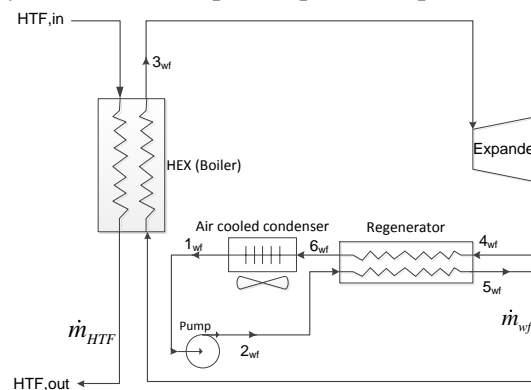 HTF,in
3wf
HEX (Boiler)
Expande
Air cooled condenser
Regenerator
1wf
6wf
4wf
5wf
ṁHTF
Pump
2wf
ṁwf
HTF,out